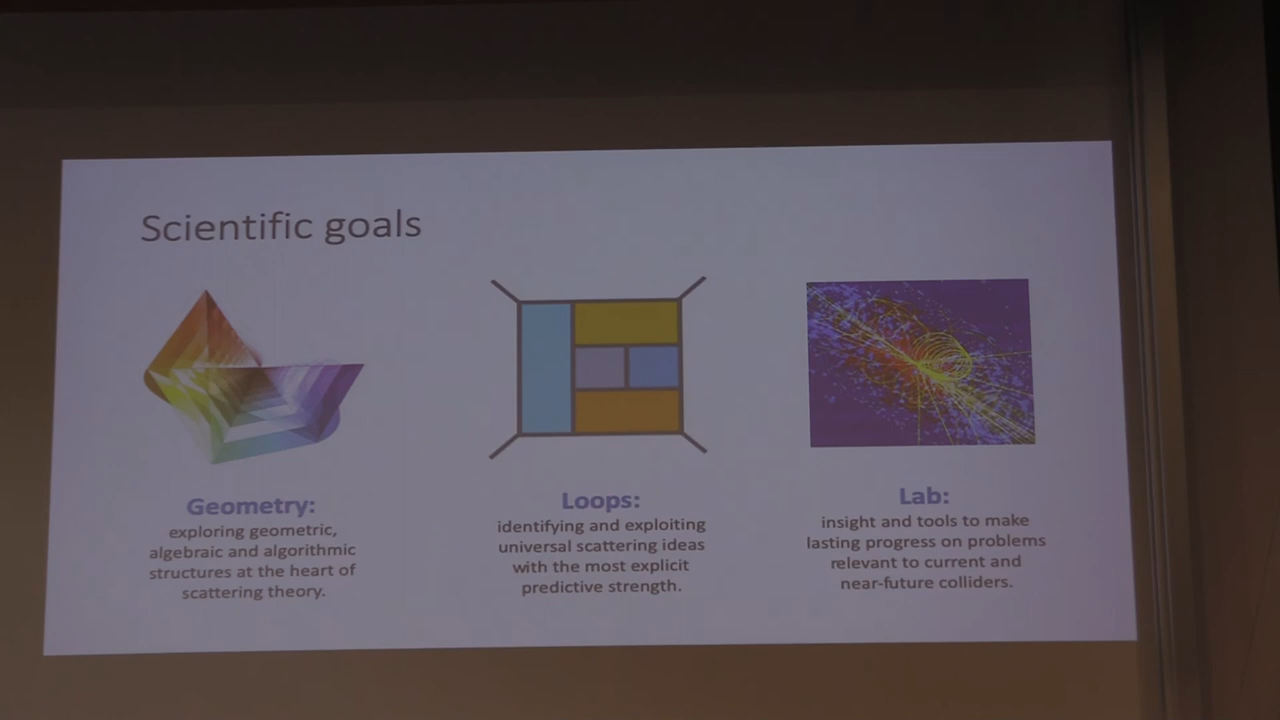 Scientific goals
Geometry:
exploring geometric,
algebraic and algorithmic
structures at the heart of
scattering theory.
Loops:
identifying and exploiting
universal scattering ideas
with the most explicit
predictive strength.
Lab:
insight and tools to make
lasting progress on problems
relevant to current and
near-future colliders.